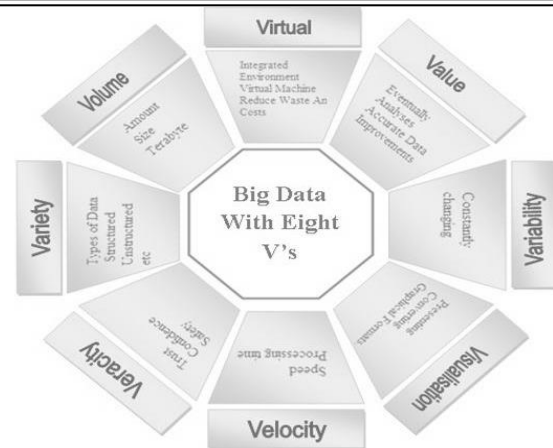 Virtual
Integrated
Environment
Virtual Machine
Reduce Waste An
Costs
Value
Eventually
Analyses
Accurate Data
Improvements
Variability
Constantly
changing
Visualisation
Presenting
Converting
Graphical Formats
Velocity
Speed
Processing time
Veracity
Trust
Confidence
Safety
Variety
Types of Data
Structured
Unstructured
etc
Volume
Amount
Size
Terabyte
Big Data
With Eight
V's